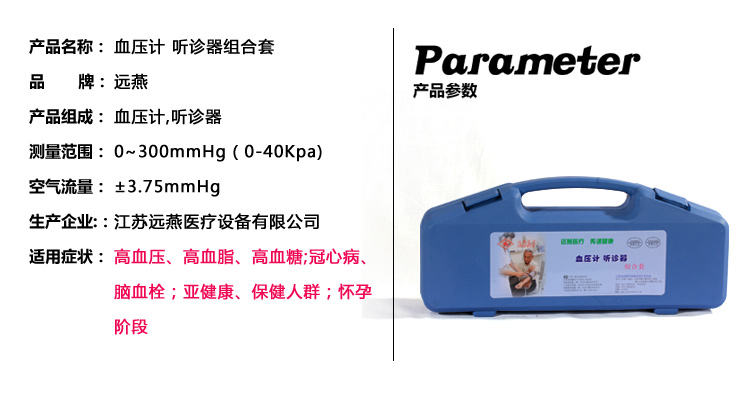 产品名称： 血压计 听诊器组合套
品 牌： 远燕
产品组成： 血压计,听诊器
测量范围： 0~300mmHg ( 0-40Kpa)
空气流量： ±3.75mmHg
生产企业:： 江苏远燕医疗设备有限公司
适用症状： 高血压、高血脂、高血糖;冠心病、
脑血栓；亚健康、保健人群；怀孕
阶段
Parameter
产品参数
远燕医疗 传递健康
血压计 听诊器
组合套